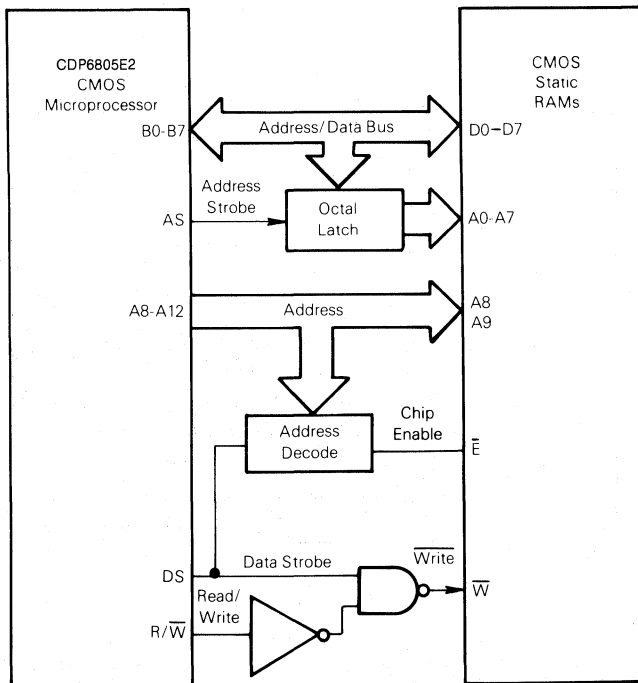 CDP6805E2
CMOS
Microprocessor
CMOS
Static
RAMs
B0-B7
Address/Data Bus
D0–D7
Address
Strobe
AS
Octal
Latch
A0-A7
A8-A12
Address
A8
A9
Address
Decode
Chip
Enable
E̅
DS
Data Strobe
W̅r̅i̅t̅e̅
W̅
Read/
Write
R/W̅